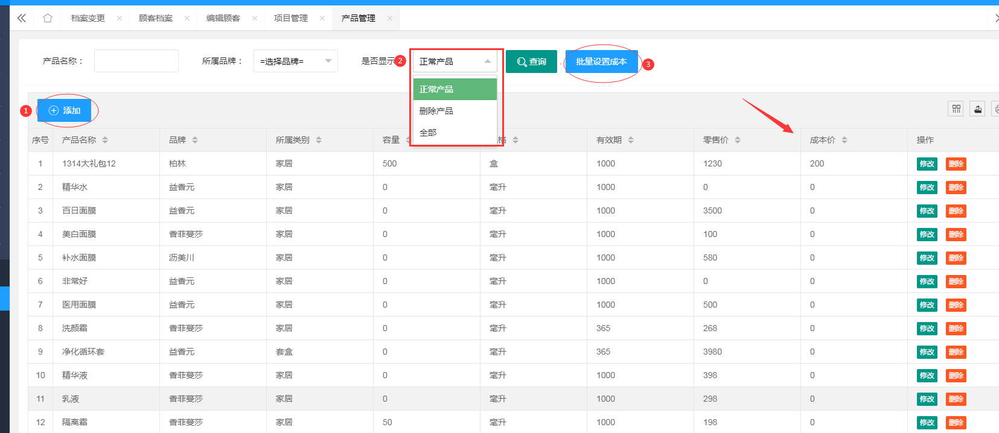 档案变更 × 顾客档案 × 编辑顾客 × 项目管理 × 产品管理 ×
产品名称： 所属品牌： =选择品牌= 是否显示 2 正常产品 查询 批量设置成本 3
正常产品
删除产品
全部
1 添加
序号 产品名称 品牌 所属类别 容量 格 有效期 零售价 成本价 操作
1 1314大礼包12 柏林 家居 500 盒 1000 1230 200 修改 删除
2 精华水 益香元 家居 0 毫升 1000 0 0 修改 删除
3 百日面膜 益香元 家居 0 毫升 1000 3500 0 修改 删除
4 美白面膜 香菲蔓莎 家居 0 毫升 1000 100 0 修改 删除
5 补水面膜 沥美川 家居 0 毫升 1000 580 0 修改 删除
6 非常好 益香元 家居 0 毫升 1000 0 0 修改 删除
7 医用面膜 益香元 家居 0 毫升 1000 500 0 修改 删除
8 洗颜霜 香菲蔓莎 家居 0 毫升 365 268 0 修改 删除
9 净化循环套 益香元 套盒 0 毫升 365 3980 0 修改 删除
10 精华液 香菲蔓莎 家居 0 毫升 1000 398 0 修改 删除
11 乳液 香菲蔓莎 家居 0 毫升 1000 298 0 修改 删除
12 隔离霜 香菲蔓莎 家居 50 毫升 1000 198 0 修改 删除